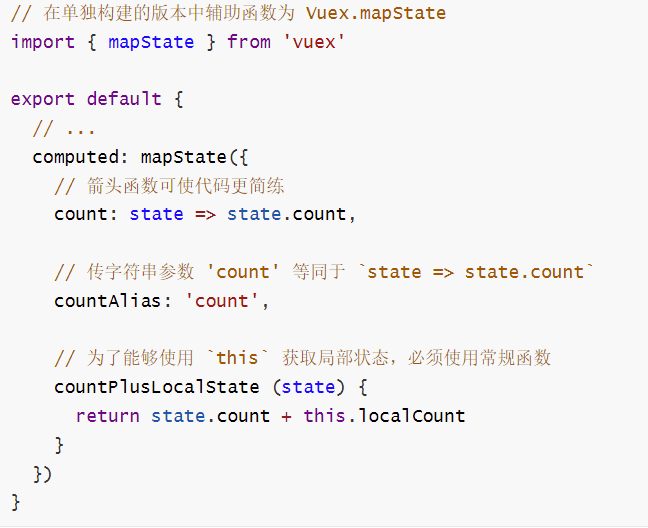 // 在单独构建的版本中辅助函数为 Vuex.mapState
import { mapState } from 'vuex'

export default {
  // ...
  computed: mapState({
    // 箭头函数可使代码更简练
    count: state => state.count,

    // 传字符串参数 'count' 等同于 `state => state.count`
    countAlias: 'count',

    // 为了能够使用 `this` 获取局部状态，必须使用常规函数
    countPlusLocalState (state) {
      return state.count + this.localCount
    }
  })
}